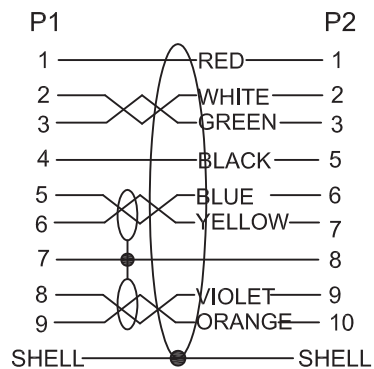 P1 P2
1 RED 1
2 WHITE 2
3 GREEN 3
4 BLACK 5
5 BLUE 6
6 YELLOW 7
7 8
8 VIOLET 9
9 ORANGE 10
SHELL SHELL